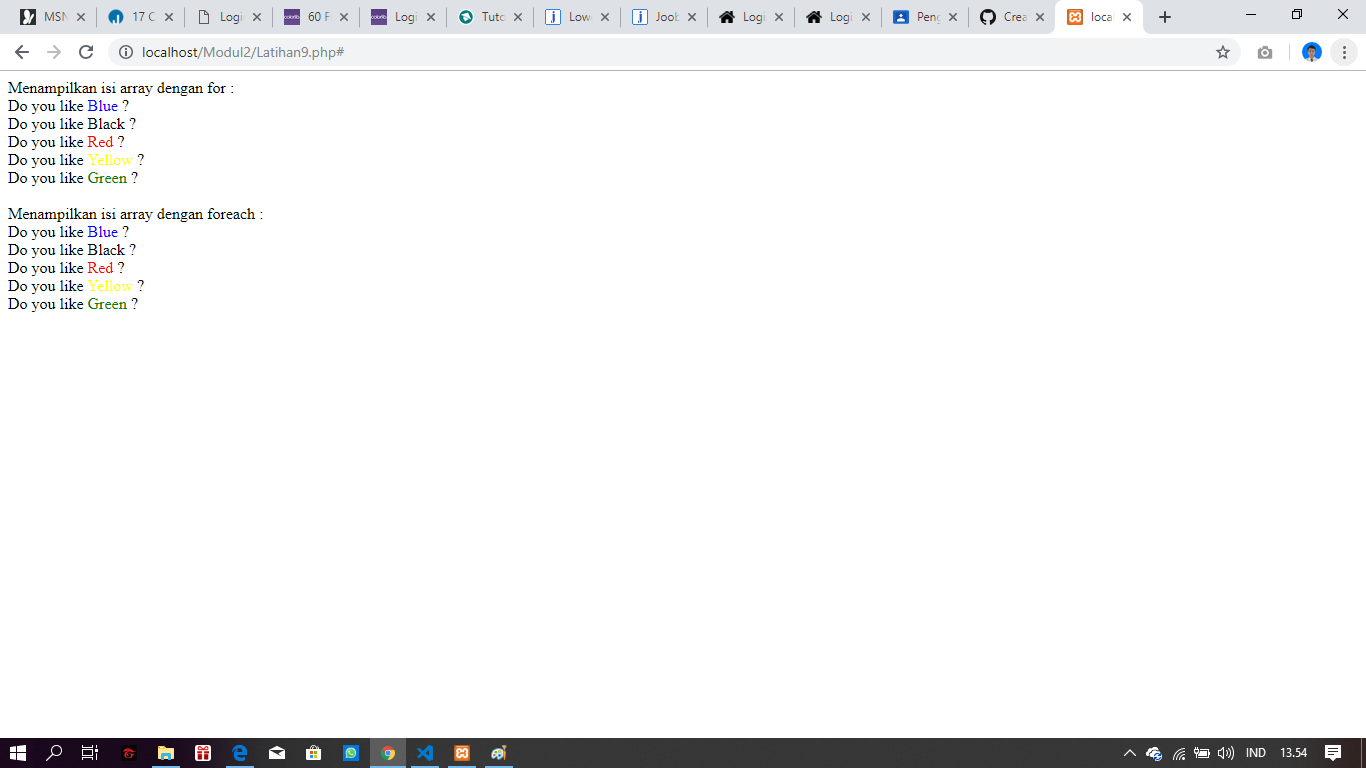 MSN
17 C
Logi
60 F
Logi
Tuto
Low
Joob
Logi
Logi
Peng
Crea
loca
localhost/Modul2/Latihan9.php#
Menampilkan isi array dengan for :
Do you like Blue ?
Do you like Black ?
Do you like Red ?
Do you like Yellow ?
Do you like Green ?
Menampilkan isi array dengan foreach :
Do you like Blue ?
Do you like Black ?
Do you like Red ?
Do you like Yellow ?
Do you like Green ?
IND
13.54